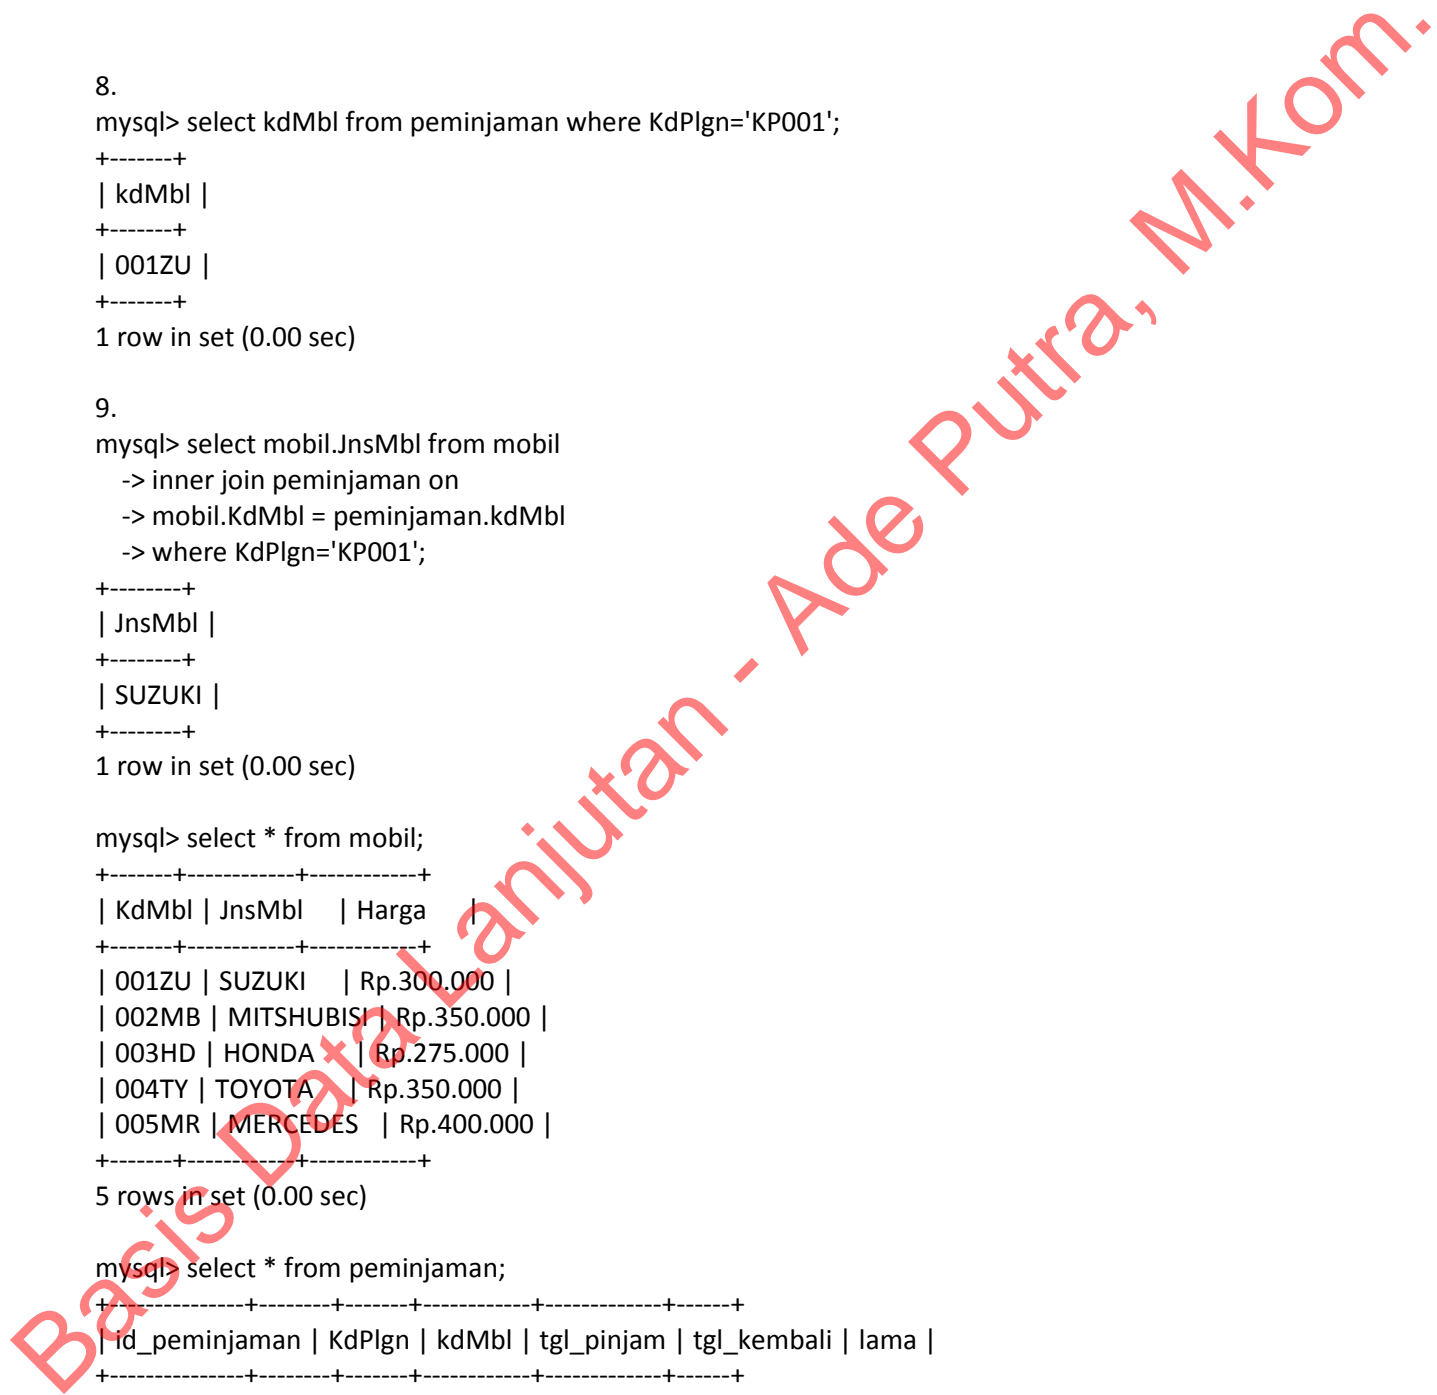 8.
mysql> select kdMbl from peminjaman where KdPlgn='KP001';
+-------+
| kdMbl |
+-------+
| 001ZU |
+-------+
1 row in set (0.00 sec)
9.
mysql> select mobil.JnsMbl from mobil
-> inner join peminjaman on
-> mobil.KdMbl = peminjaman.kdMbl
-> where KdPlgn='KP001';
+--------+
| JnsMbl |
+--------+
| SUZUKI |
+--------+
1 row in set (0.00 sec)
mysql> select * from mobil;
+-------+------------+------------+
| KdMbl | JnsMbl | Harga |
+-------+------------+------------+
| 001ZU | SUZUKI | Rp.300.000 |
| 002MB | MITSHUBISI | Rp.350.000 |
| 003HD | HONDA | Rp.275.000 |
| 004TY | TOYOTA | Rp.350.000 |
| 005MR | MERCEDES | Rp.400.000 |
+-------+------------+------------+
5 rows in set (0.00 sec)
mysql> select * from peminjaman;
+---------------+--------+-------+------------+-------------+------+
| id_peminjaman | KdPlgn | kdMbl | tgl_pinjam | tgl_kembali | lama |
+---------------+--------+-------+------------+-------------+------+
Basis Data Lanjutan - Ade Putra, M.Kom.